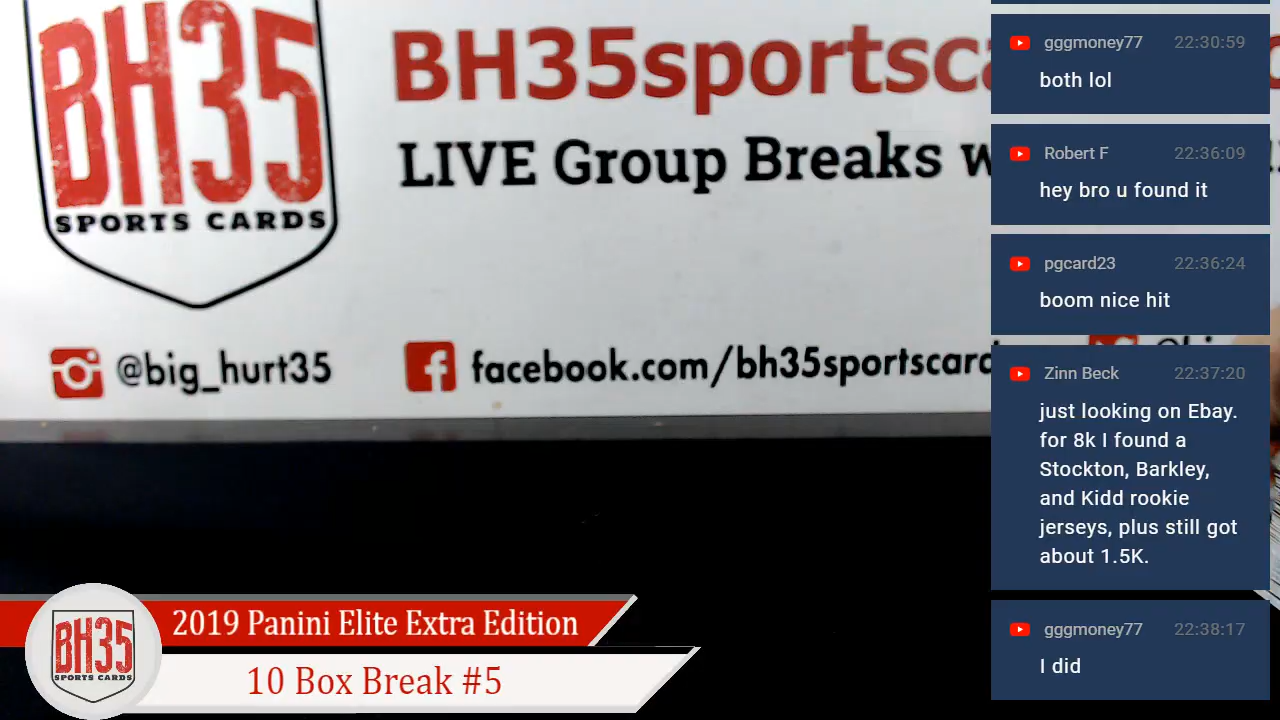 BH35
SPORTS CARDS
BH35sportsca
LIVE Group Breaks w
@big_hurt35
facebook.com/bh35sportscard
gggmoney77 22:30:59
both lol
Robert F 22:36:09
hey bro u found it
pgcard23 22:36:24
boom nice hit
Zinn Beck 22:37:20
just looking on Ebay.
for 8k I found a
Stockton, Barkley,
and Kidd rookie
jerseys, plus still got
about 1.5K.
gggmoney77 22:38:17
I did
BH35
SPORTS CARDS
2019 Panini Elite Extra Edition
10 Box Break #5